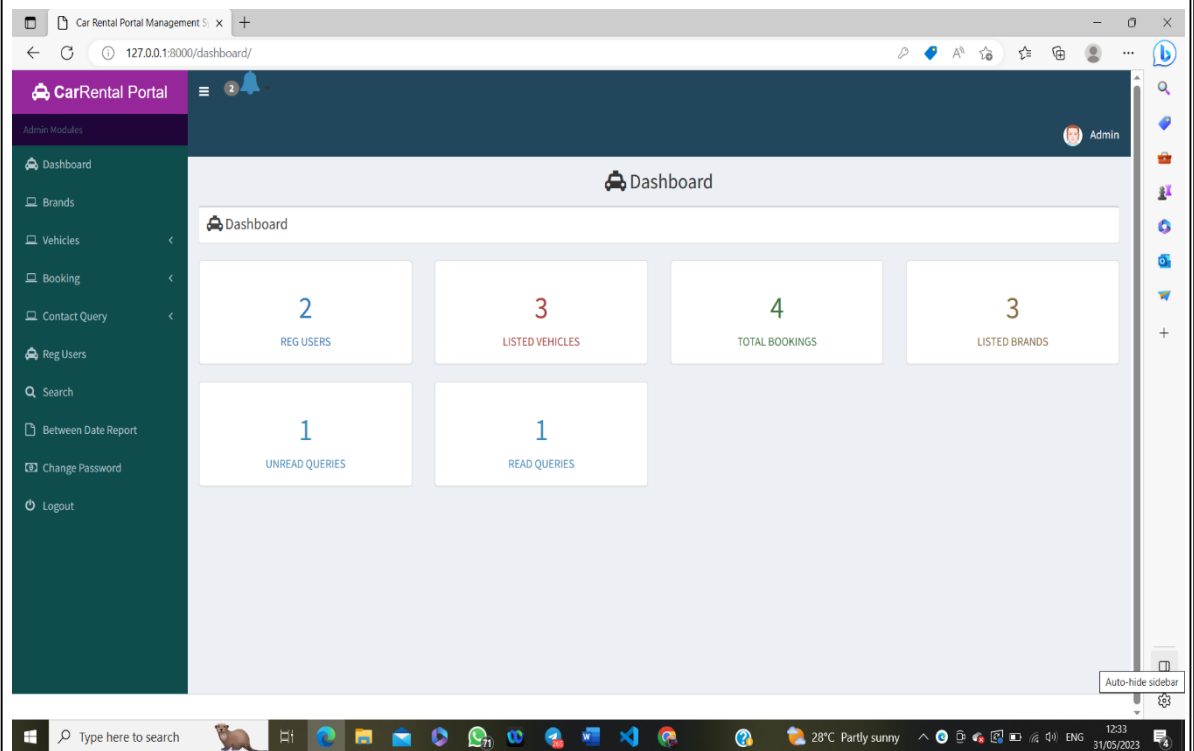 Car Rental Portal Management S
127.0.0.1:8000/dashboard/
CarRental Portal
2
Admin Modules
Admin
Dashboard
Brands
Vehicles
Booking
Contact Query
Reg Users
Search
Between Date Report
Change Password
Logout
Dashboard
Dashboard
2
REG USERS
3
LISTED VEHICLES
4
TOTAL BOOKINGS
3
LISTED BRANDS
1
UNREAD QUERIES
1
READ QUERIES
Auto-hide sidebar
Type here to search
71
28°C Partly sunny
ENG
12:33
31/05/2023
4